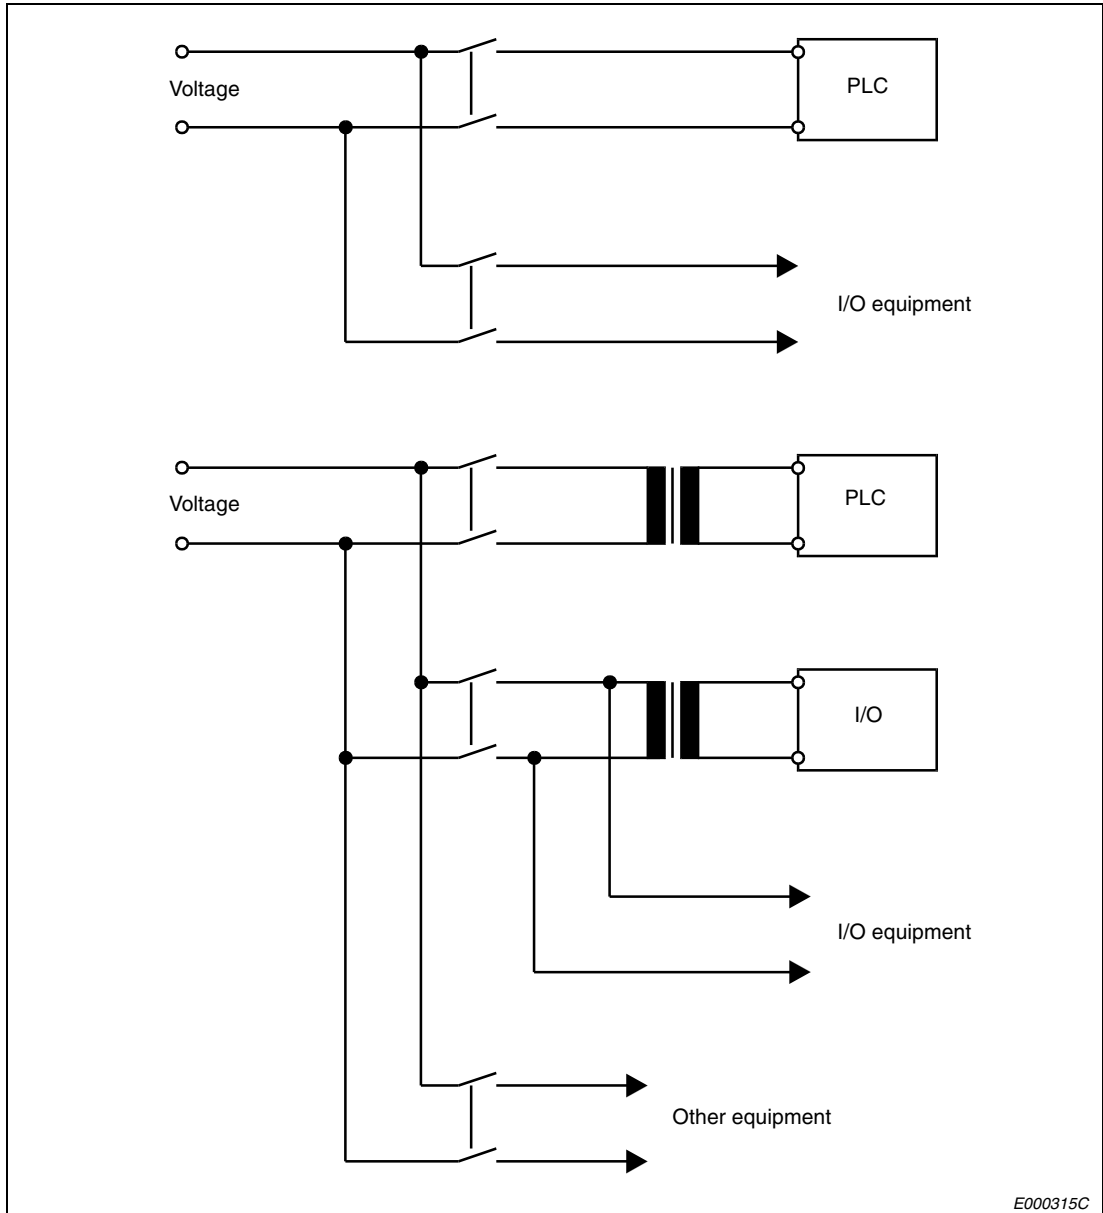 Voltage
PLC
I/O equipment
Voltage
PLC
I/O
I/O equipment
Other equipment
E000315C